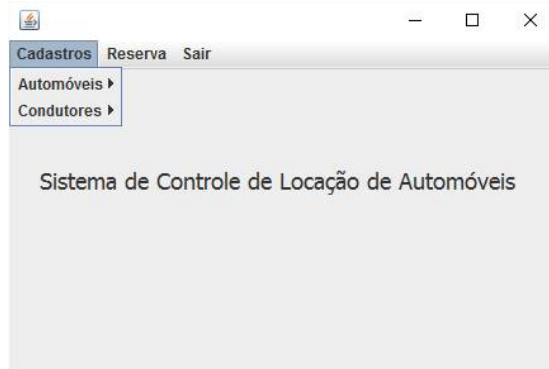 Cadastros Reserva Sair
Automóveis
Condutores
Sistema de Controle de Locação de Automóveis